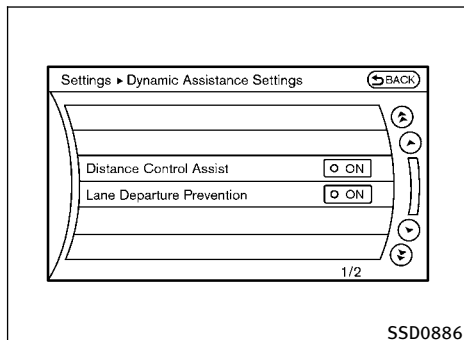 Settings ▸ Dynamic Assistance Settings BACK
Distance Control Assist ON
Lane Departure Prevention ON
1/2
SSD0886